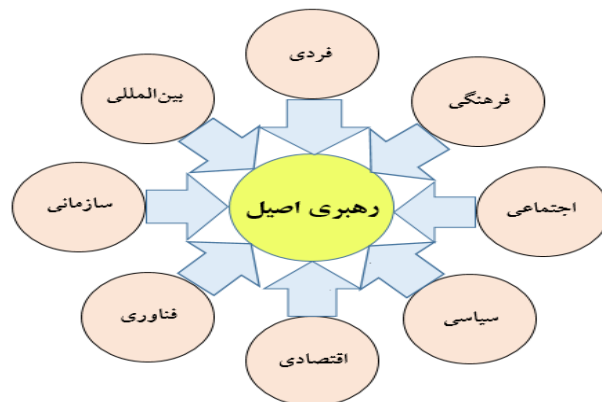 فردی
فرهنگی
بین‌المللی
اجتماعی
رهبری اصیل
سازمانی
سیاسی
فناوری
اقتصادی